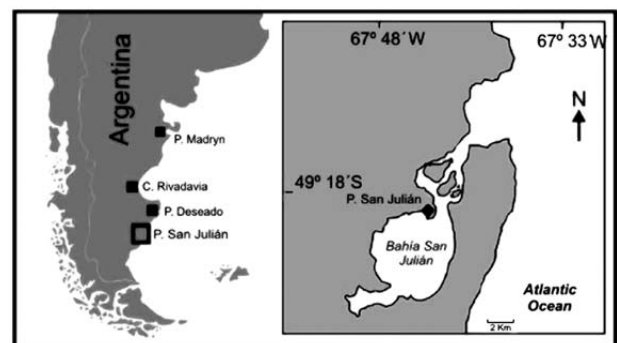 Argentina
P. Madryn
C. Rivadavia
P. Deseado
P. San Julián
67º 48´W
67º 33´W
N
49º 18´S
P. San Julián
Bahía San
Julián
Atlantic
Ocean
2 Km